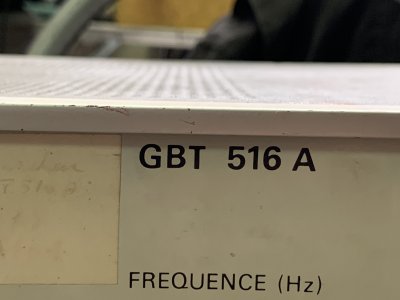 GBT 516 A
FREQUENCE (Hz)